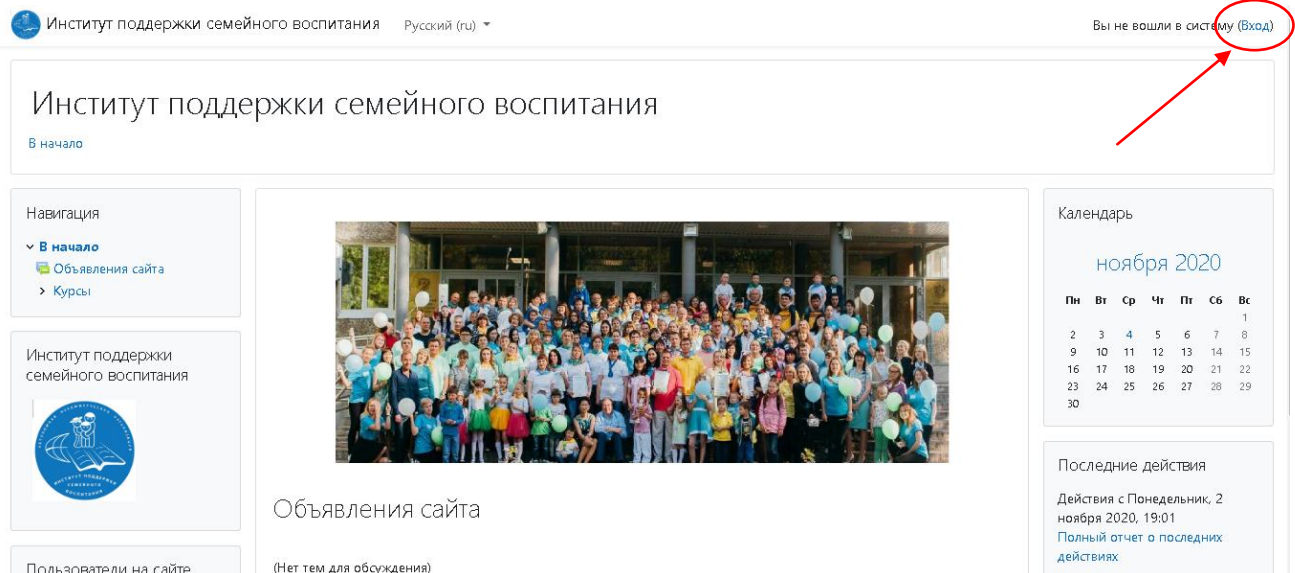 Институт поддержки семейного воспитания
Русский (ru)
Вы не вошли в систему (Вход)
Институт поддержки семейного воспитания
В начало
Навигация
В начало
Объявления сайта
Курсы
Институт поддержки
семейного воспитания
ИНСТИТУТ ПОДДЕРЖКИ
СЕМЕЙНОГО
ВОСПИТАНИЯ
Пользователи на сайте
Объявления сайта
(Нет тем для обсуждения)
Календарь
ноября 2020
Пн Вт Ср Чт Пт Сб Вс
1
2 3 4 5 6 7 8
9 10 11 12 13 14 15
16 17 18 19 20 21 22
23 24 25 26 27 28 29
30
Последние действия
Действия с Понедельник, 2
ноября 2020, 19:01
Полный отчет о последних
действиях